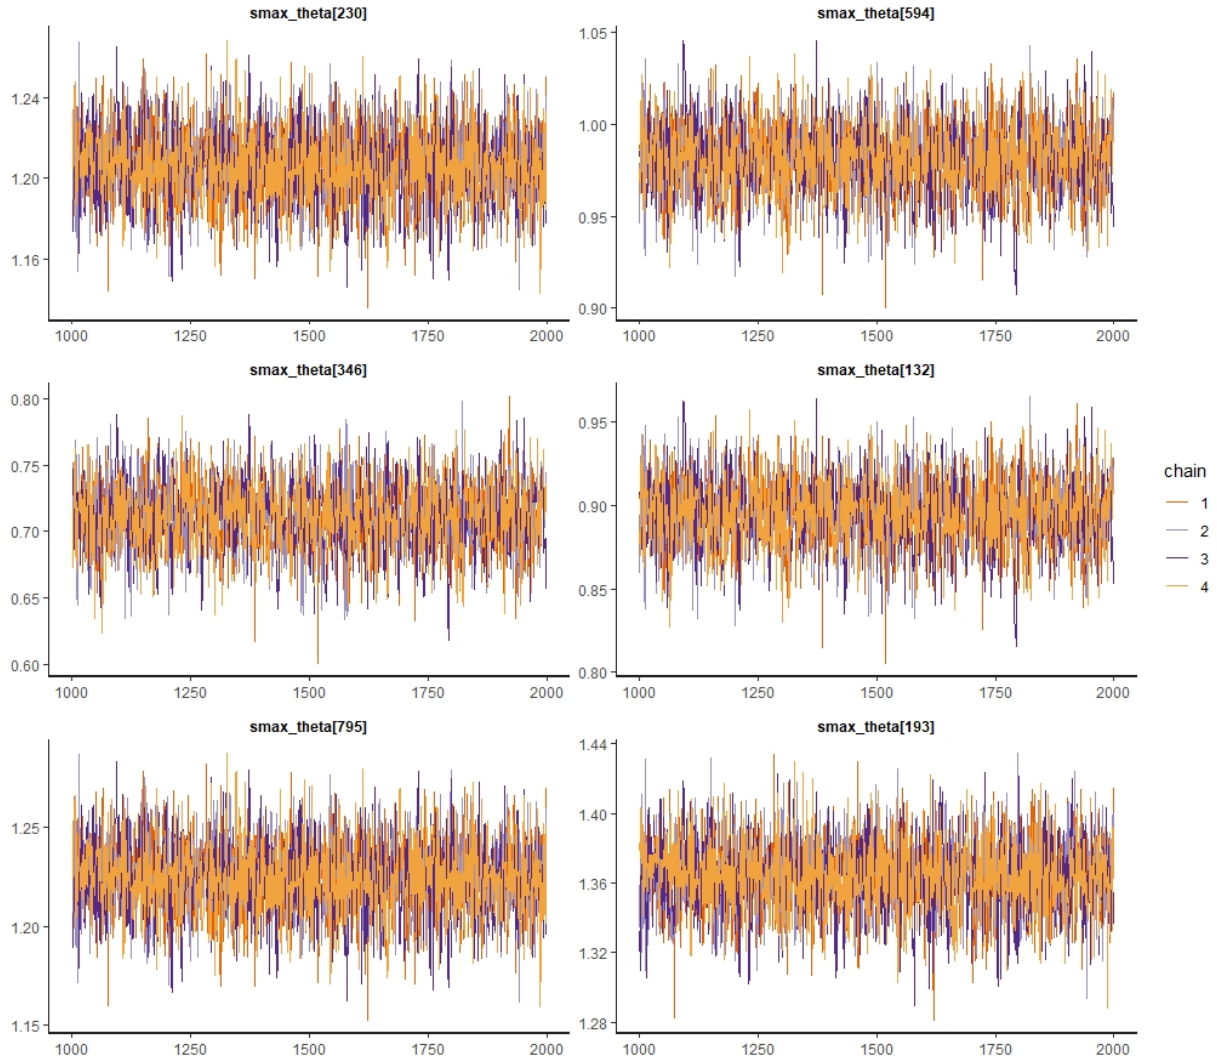 smax_theta[230]
1.24
1.20
1.16
1000 1250 1500 1750 2000
smax_theta[594]
1.05
1.00
0.95
0.90
1000 1250 1500 1750 2000
smax_theta[346]
0.80
0.75
0.70
0.65
0.60
1000 1250 1500 1750 2000
smax_theta[132]
0.95
0.90
0.85
0.80
1000 1250 1500 1750 2000
smax_theta[795]
1.25
1.20
1.15
1000 1250 1500 1750 2000
smax_theta[193]
1.44
1.40
1.36
1.32
1.28
1000 1250 1500 1750 2000
chain
1
2
3
4